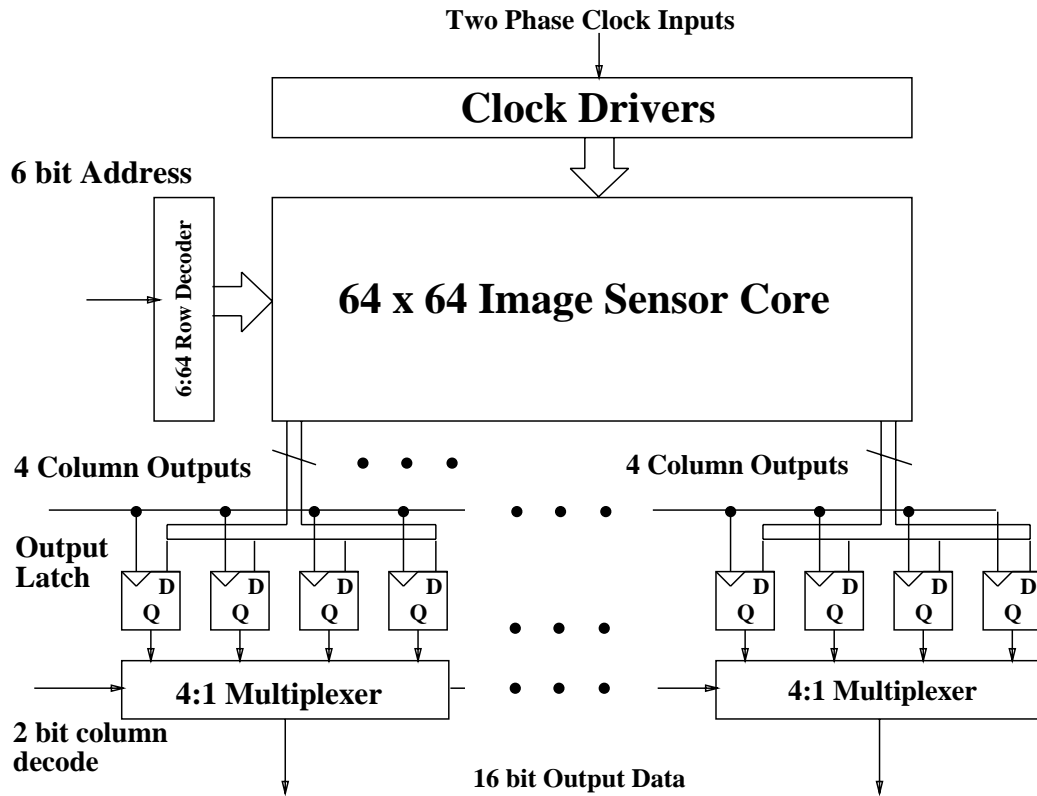 Two Phase Clock Inputs
Clock Drivers
6 bit Address
6:64 Row Decoder
64 x 64 Image Sensor Core
4 Column Outputs
4 Column Outputs
Output
Latch
D
Q
D
Q
D
Q
D
Q
D
Q
D
Q
D
Q
D
Q
4:1 Multiplexer
4:1 Multiplexer
2 bit column
decode
16 bit Output Data